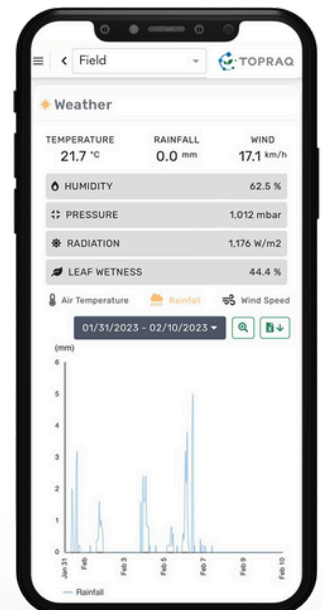 Field
TOPRAQ
Weather
TEMPERATURE RAINFALL WIND
21.7 °C 0.0 mm 17.1 km/h
HUMIDITY 62.5 %
PRESSURE 1,012 mbar
RADIATION 1,176 W/m2
LEAF WETNESS 44.4 %
Air Temperature Rainfall Wind Speed
01/31/2023 - 02/10/2023
(mm)
6
5
4
3
2
1
0
Jan 31 Feb Feb 3 Feb 5 Feb 7 Feb 9 Feb 10
Rainfall